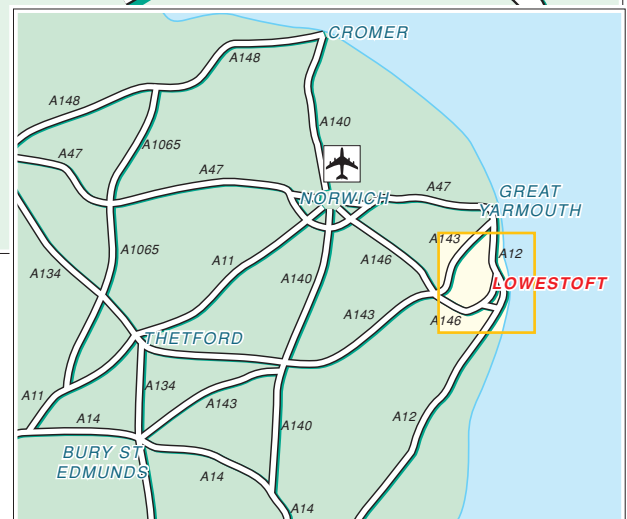 CROMER
A148
A148
A140
A1065
A47
A47
A47
NORWICH
GREAT
YARMOUTH
A143
A12
A1065
A11
A146
A134
A140
LOWESTOFT
A143
A146
THETFORD
A134
A11
A143
A12
A14
A140
BURY ST
EDMUNDS
A14
A14